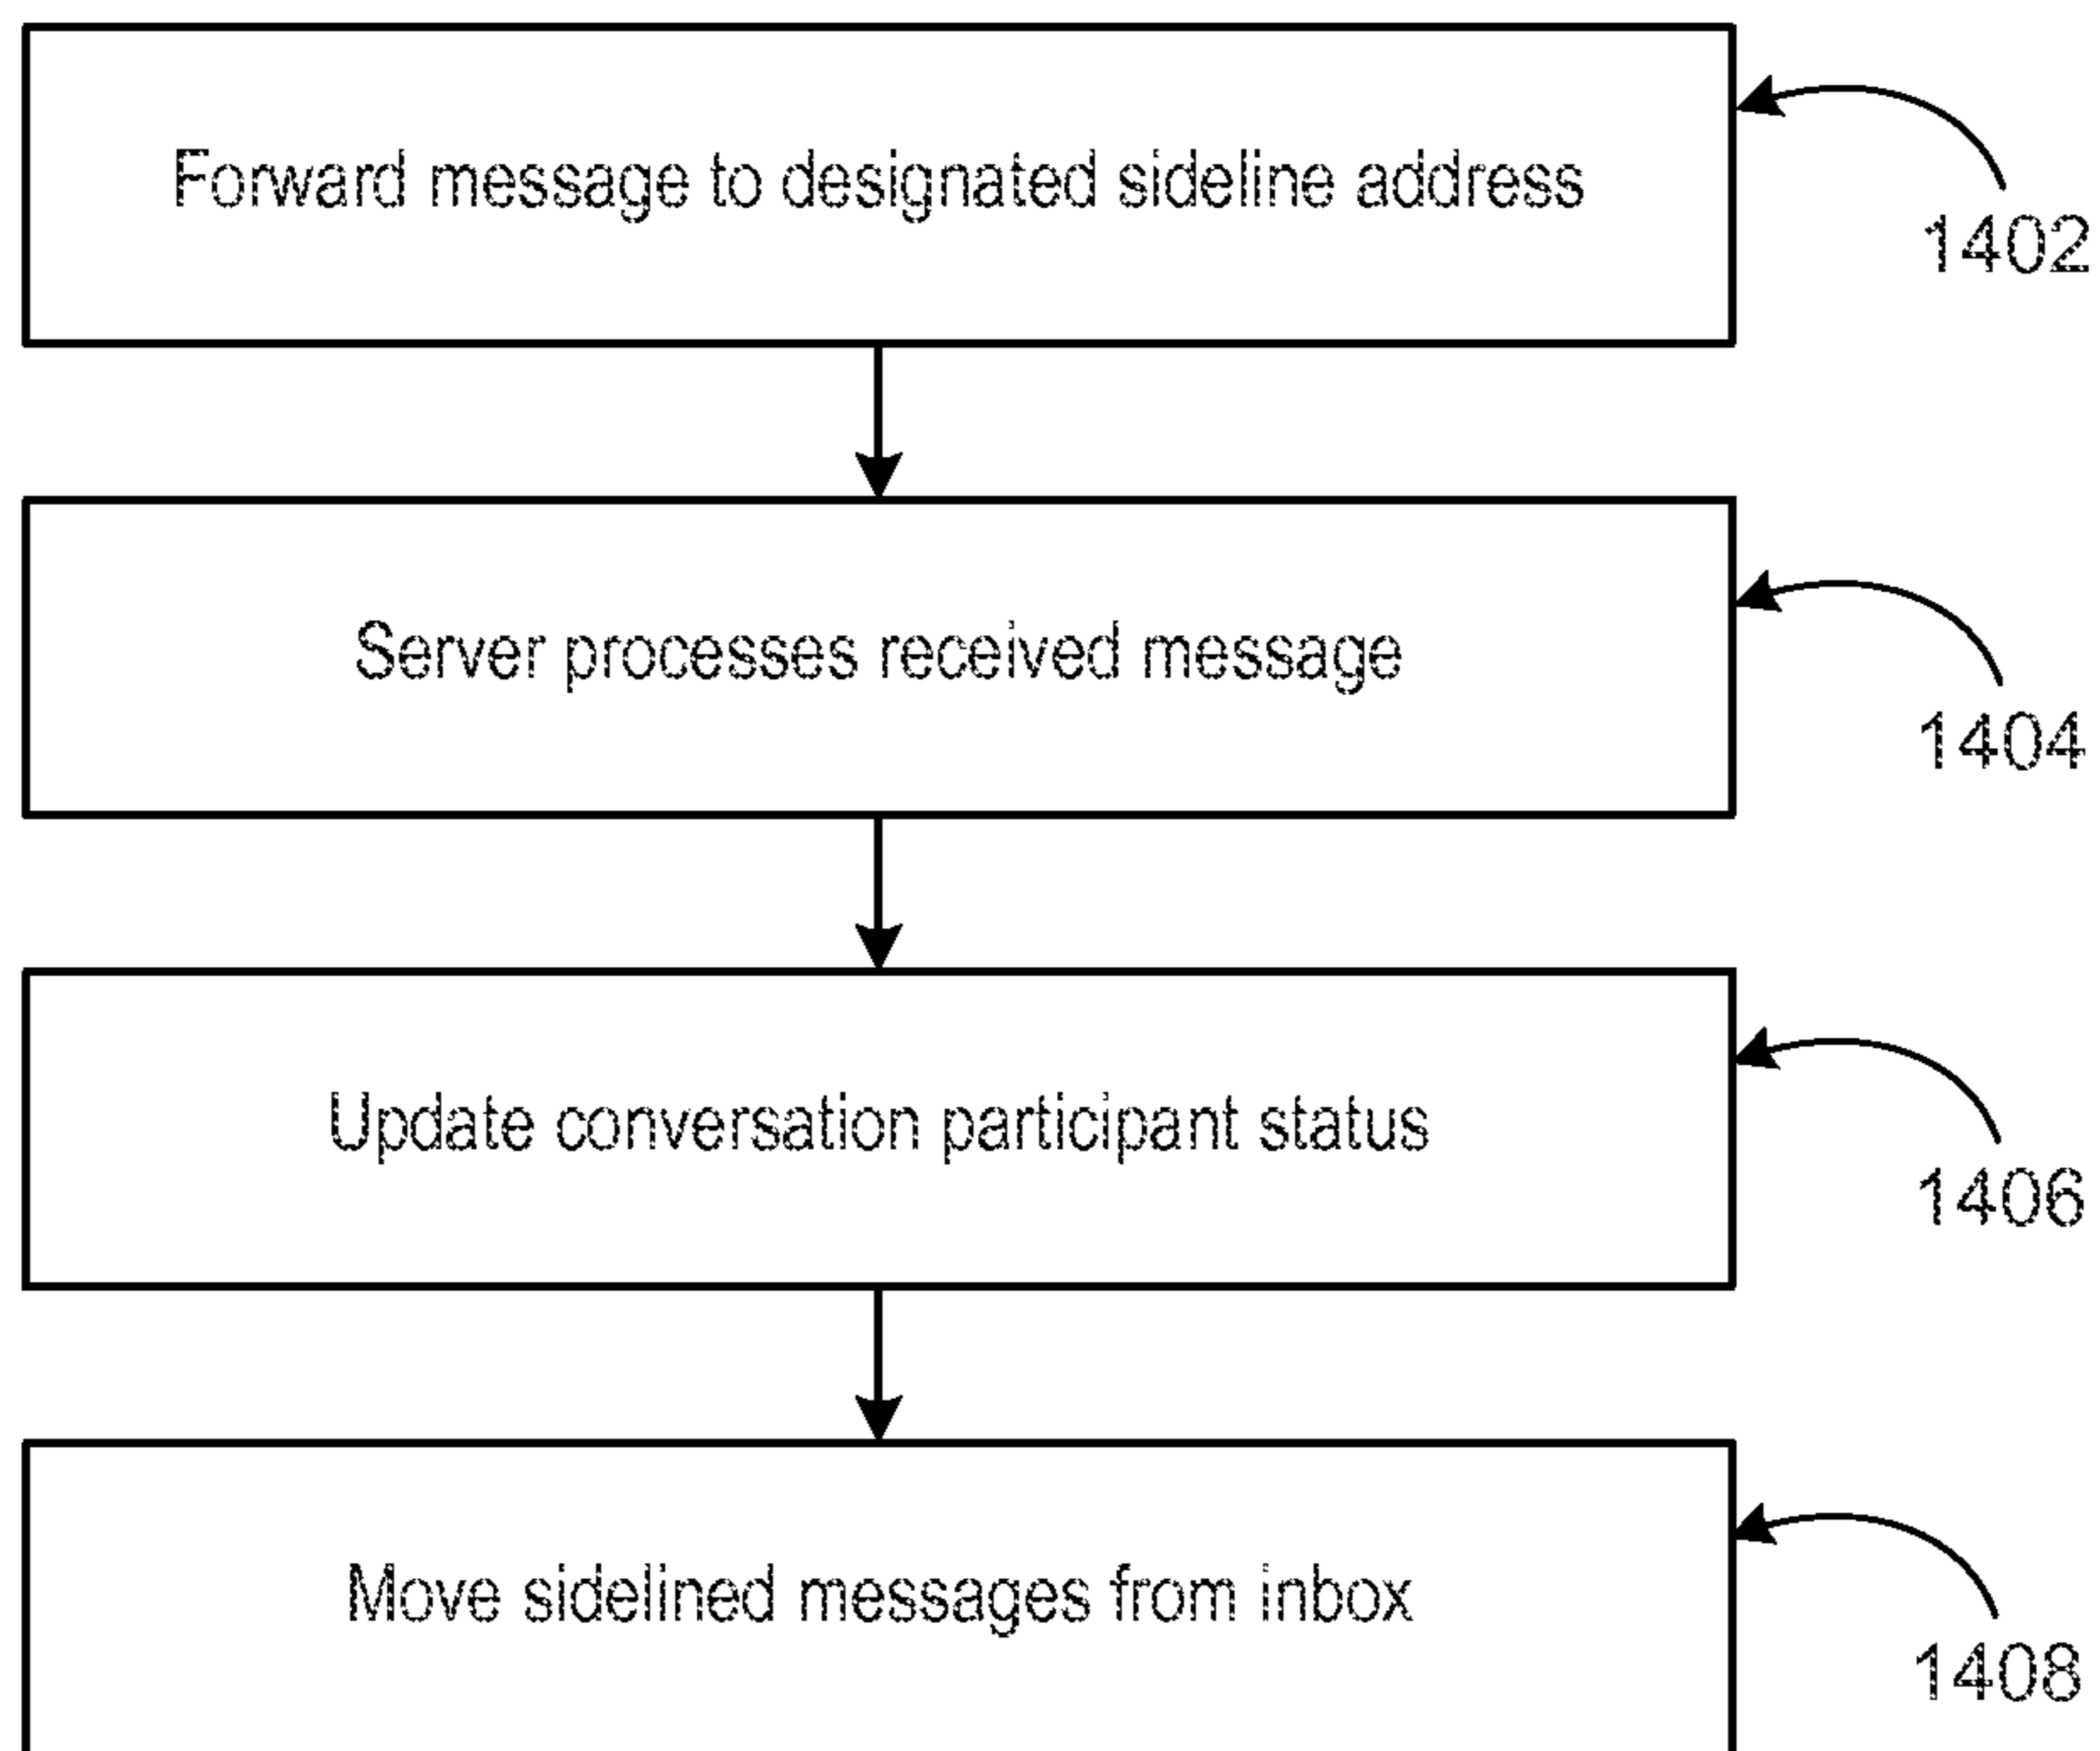 Forward message to designated sideline address
1402
Server processes received message
1404
Update conversation participant status
1406
Move sidelined messages from inbox
1408